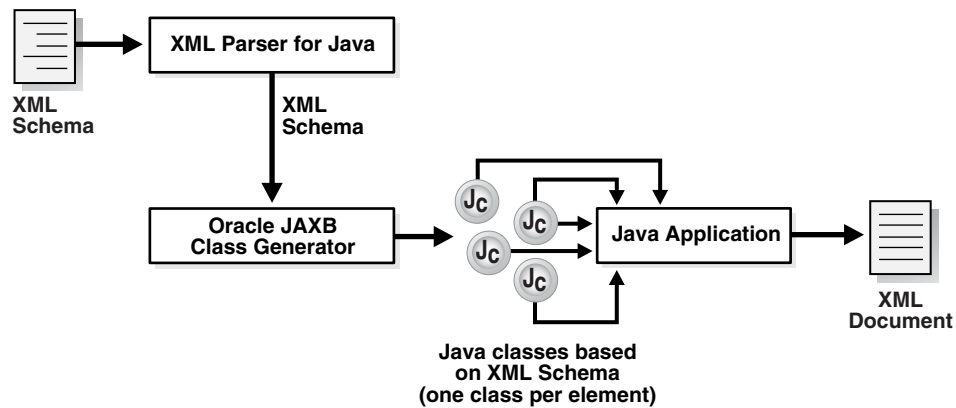 XML Parser for Java
XML
Schema
XML
Schema
Oracle JAXB
Class Generator
Jc
Jc
Jc
Jc
Java Application
XML
Document
Java classes based
on XML Schema
(one class per element)